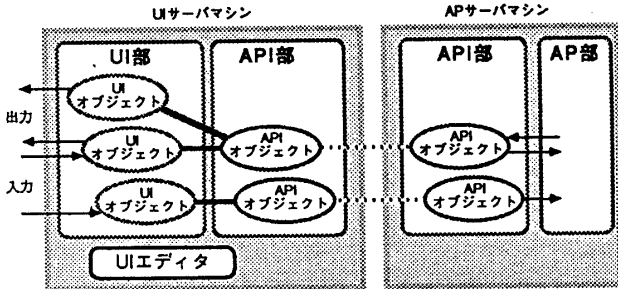 UIサーバマシン
APサーバマシン
UI部
API部
API部
AP部
UI
オブジェクト
出力
UI
オブジェクト
API
オブジェクト
API
オブジェクト
入力
UI
オブジェクト
API
オブジェクト
API
オブジェクト
UIエディタ